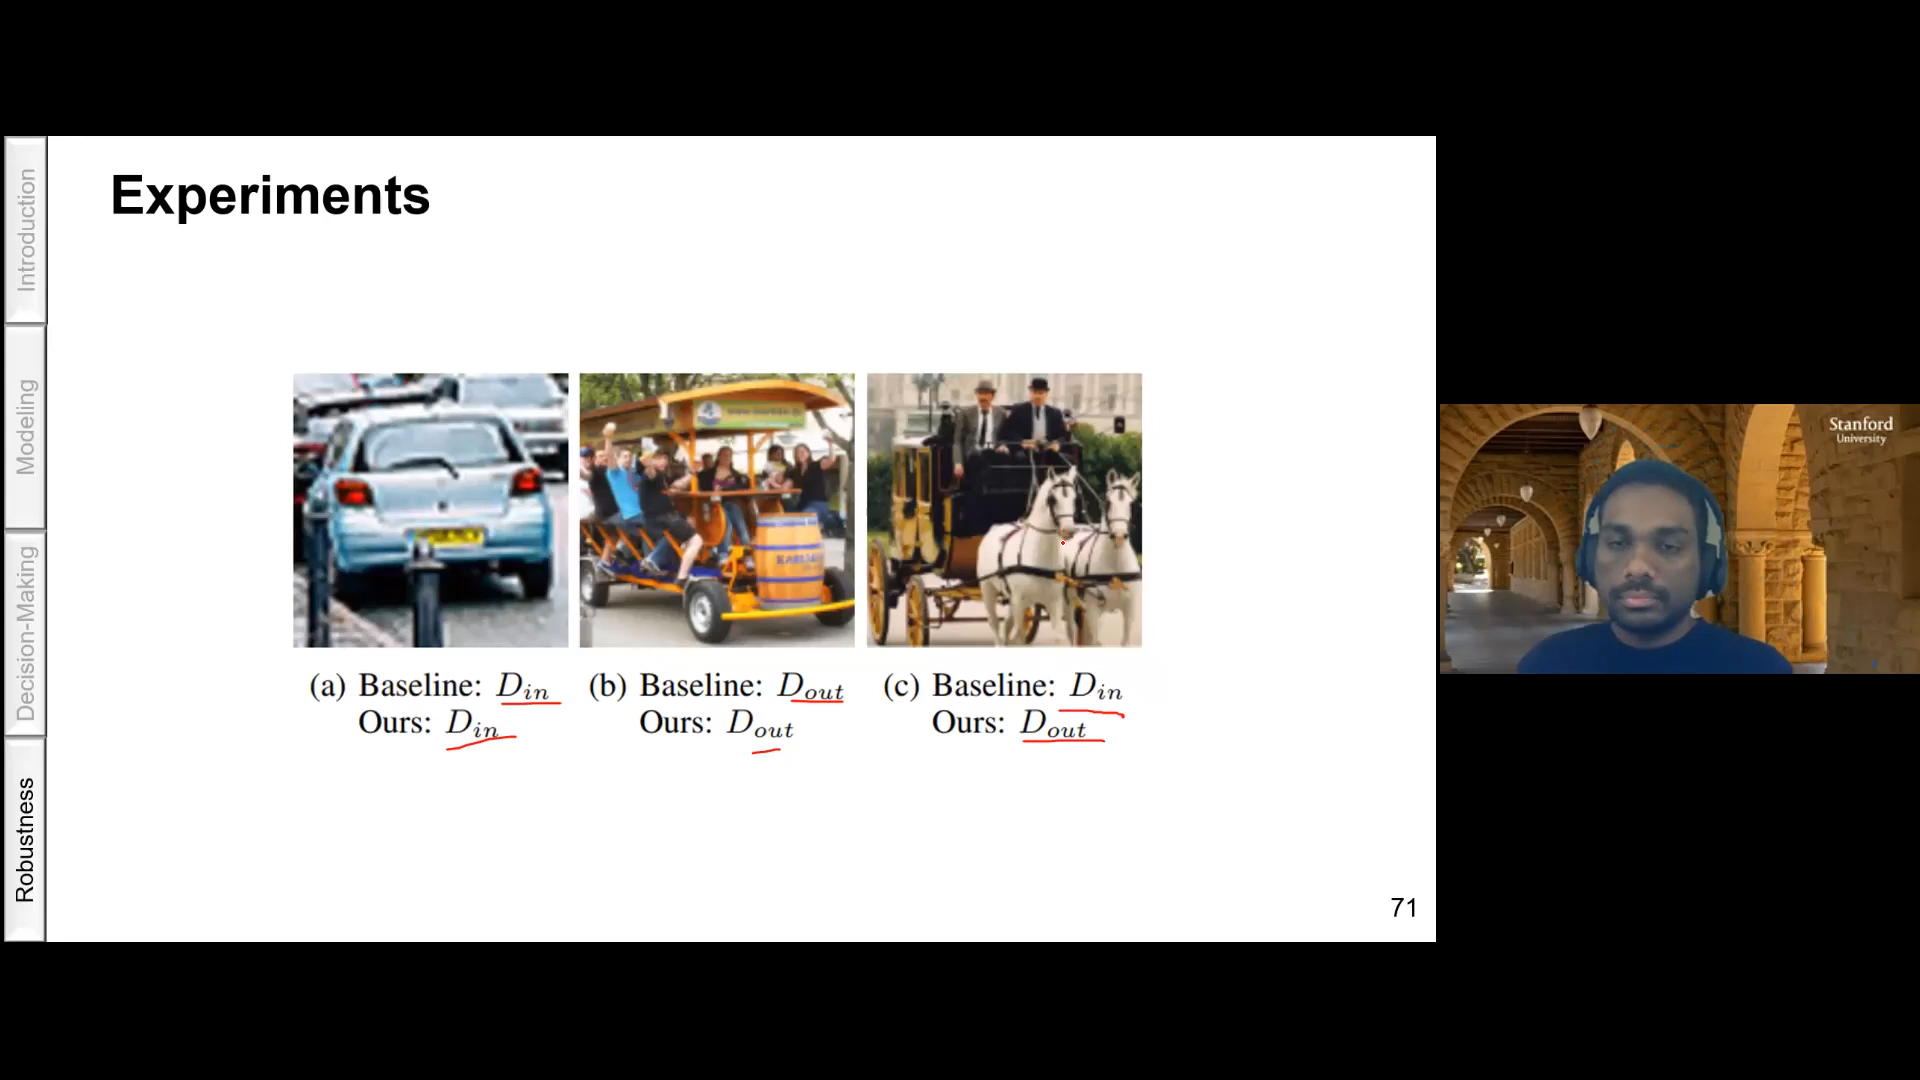 Introduction
Modeling
Decision-Making
Robustness
Experiments
(a) Baseline: D_in
Ours: D_in
(b) Baseline: D_out
Ours: D_out
(c) Baseline: D_in
Ours: D_out
71
Stanford
University